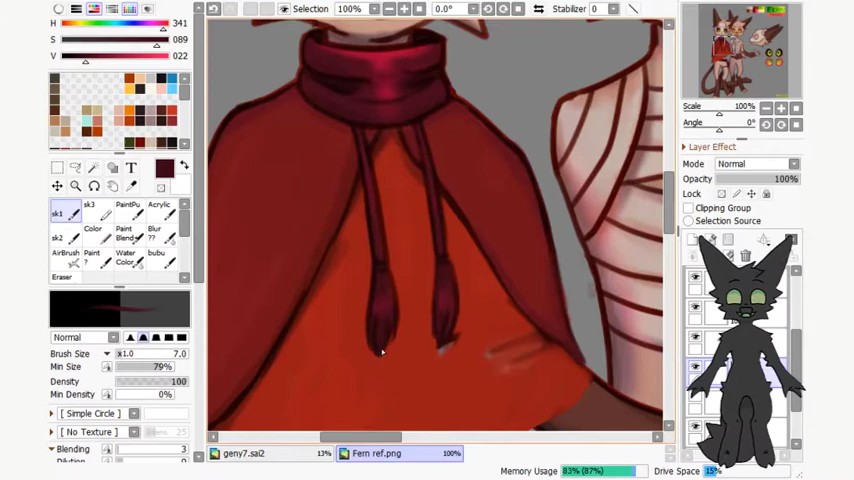 Selection
100%
0.0°
Stabilizer
0
H
341
S
089
V
022
T
sk1
sk3
PaintPu
Acrylic
sk2
Color
Paint Blend
Blur ??
AirBrush
Paint ?
Water Color
bubu
Eraser
Normal
Brush Size
x1.0
7.0
Min Size
79%
Density
100
Min Density
0%
[ Simple Circle ]
[ No Texture ]
25
Blending
3
Dilution
0
Scale
100%
Angle
0°
Layer Effect
Mode
Normal
Opacity
100%
Lock
Clipping Group
Selection Source
geny7.sai2
13%
Fern ref.png
100%
Memory Usage
83% (87%)
Drive Space
15%